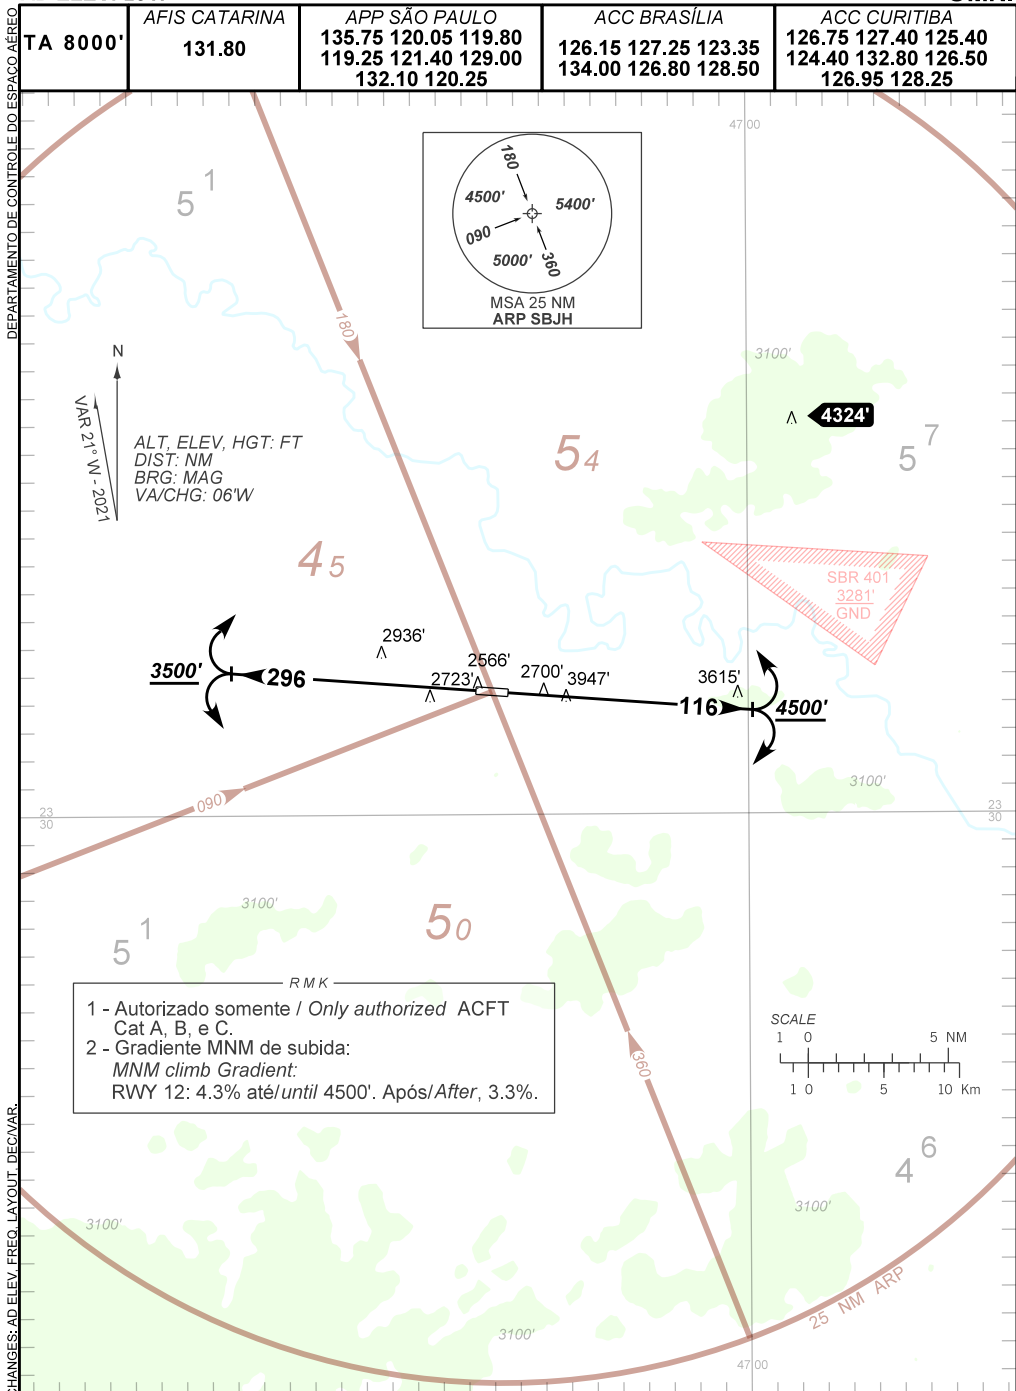 TA 8000'
AFIS CATARINA
131.80
APP SÃO PAULO
135.75 120.05 119.80
119.25 121.40 129.00
132.10 120.25
ACC BRASÍLIA
126.15 127.25 123.35
134.00 126.80 128.50
ACC CURITIBA
126.75 127.40 125.40
124.40 132.80 126.50
126.95 128.25
DEPARTAMENTO DE CONTROLE DO ESPAÇO AÉREO
47 00
5 1
180
4500'
5400'
090
5000'
360
MSA 25 NM
ARP SBJH
180
N
VAR 21° W - 2021
ALT, ELEV, HGT: FT
DIST: NM
BRG: MAG
VA/CHG: 06'W
3100'
4324'
5 4
5 7
4 5
SBR 401
3281'
GND
2936'
2566'
2700'
3947'
2723'
3615'
3500'
296
116
4500'
3100'
090
23
30
23
30
3100'
5 1
5 0
RMK
1 - Autorizado somente / Only authorized ACFT
Cat A, B, e C.
2 - Gradiente MNM de subida:
MNM climb Gradient:
RWY 12: 4.3% até/until 4500'. Após/After, 3.3%.
360
SCALE
1 0 5 NM
1 0 5 10 Km
4 6
3100'
3100'
3100'
25 NM ARP
47 00
CHANGES: AD ELEV, FREQ, LAYOUT, DEC/VAR.